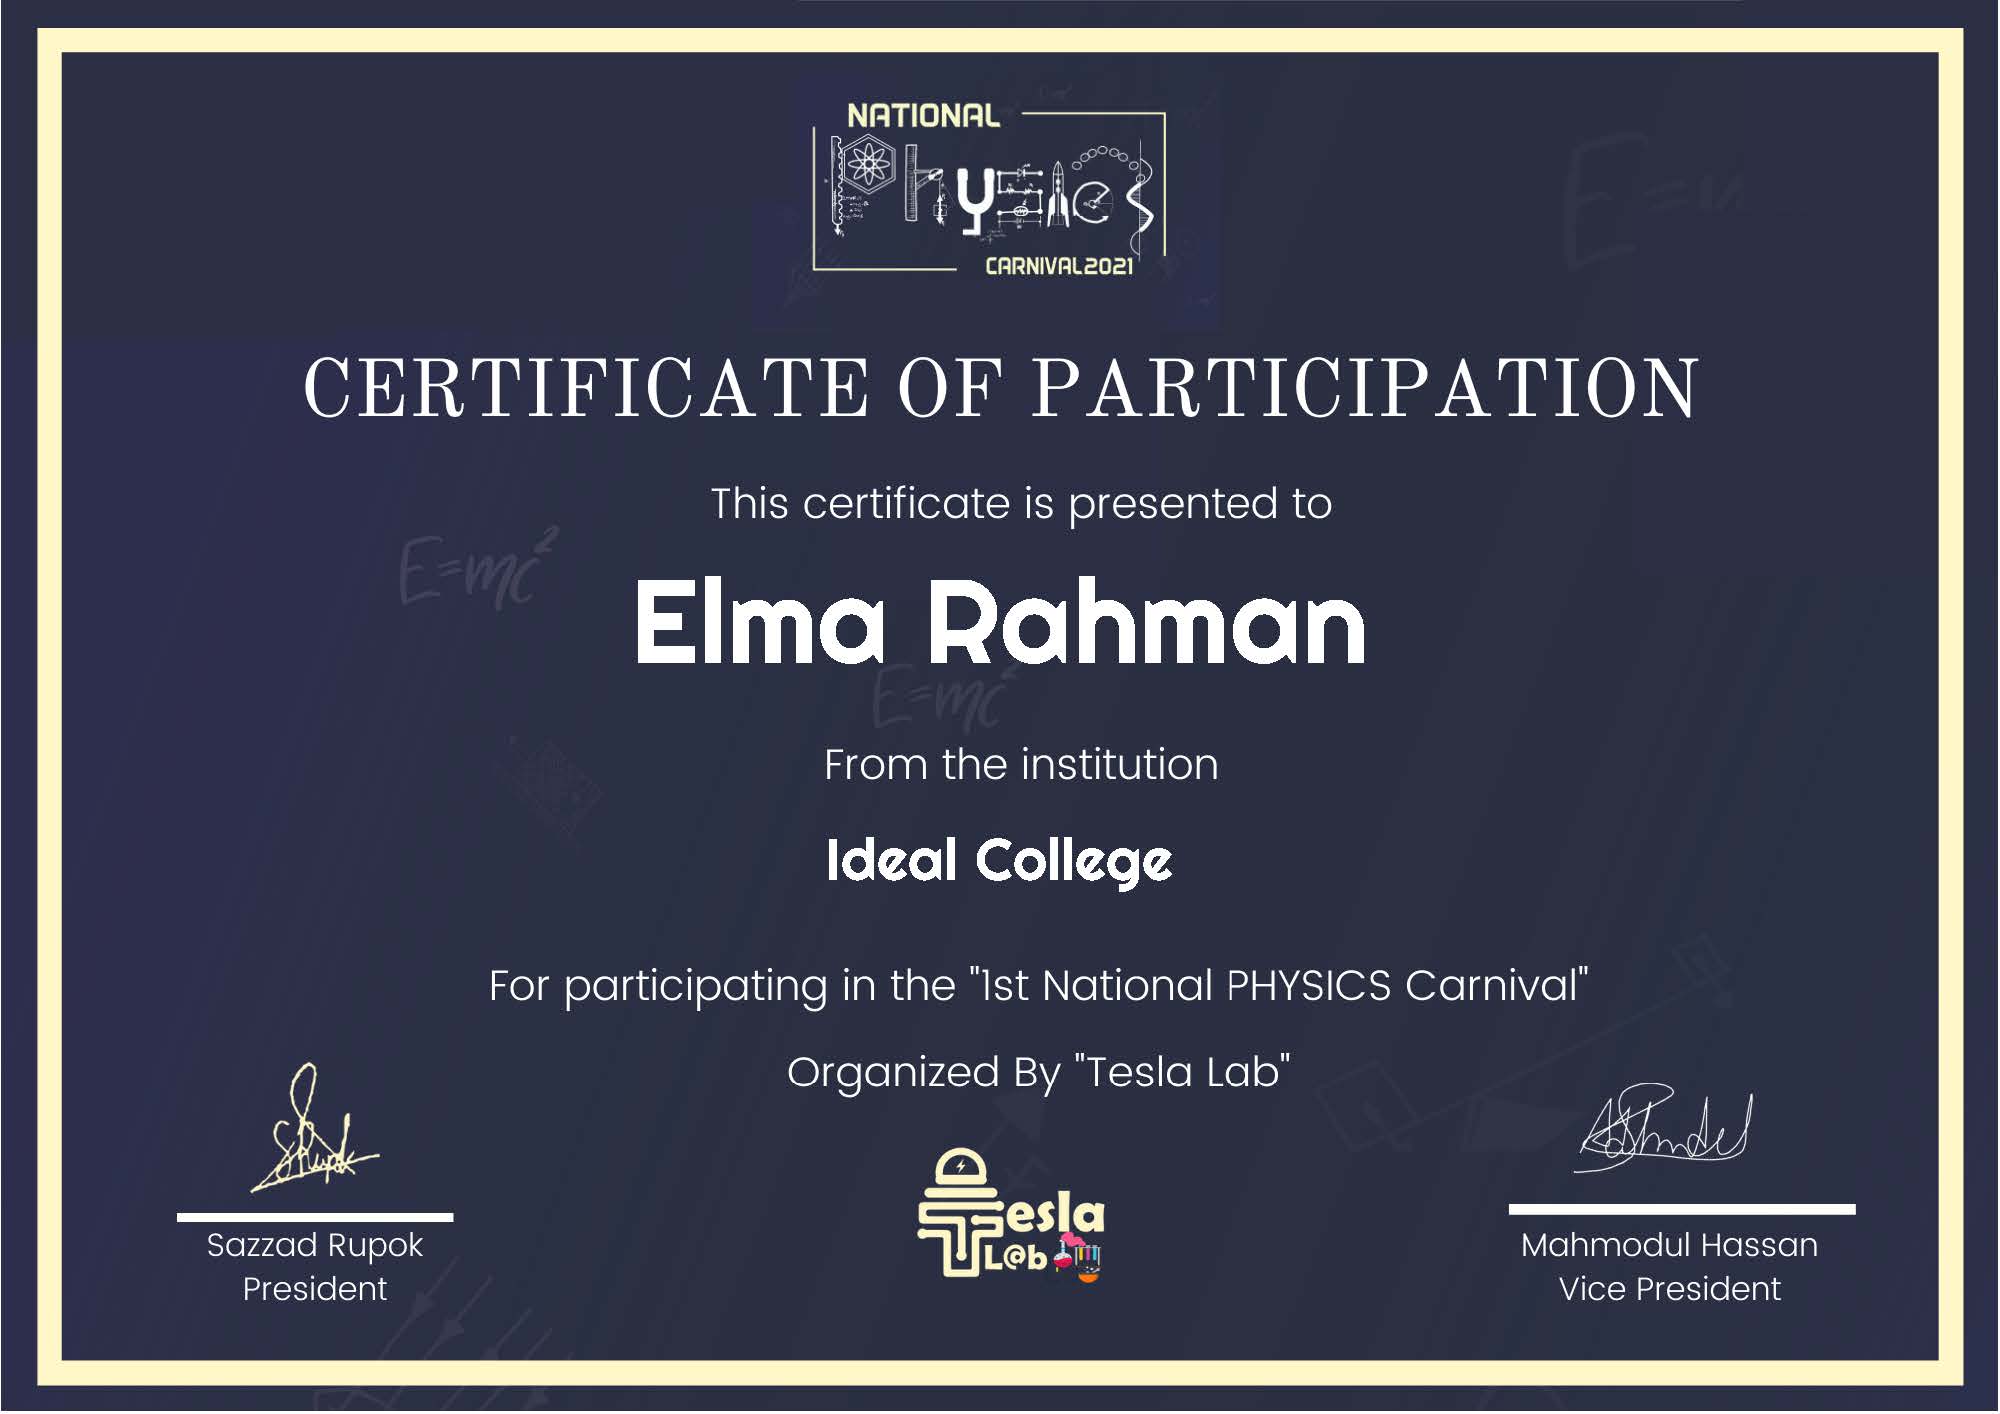 NATIONAL
Physics
CARNIVAL2021
CERTIFICATE OF PARTICIPATION
This certificate is presented to
E=mc²
Elma Rahman
E=mc²
From the institution
Ideal College
For participating in the "1st National PHYSICS Carnival"
Organized By "Tesla Lab"
Tesla
L@b
Sazzad Rupok
President
Mahmodul Hassan
Vice President